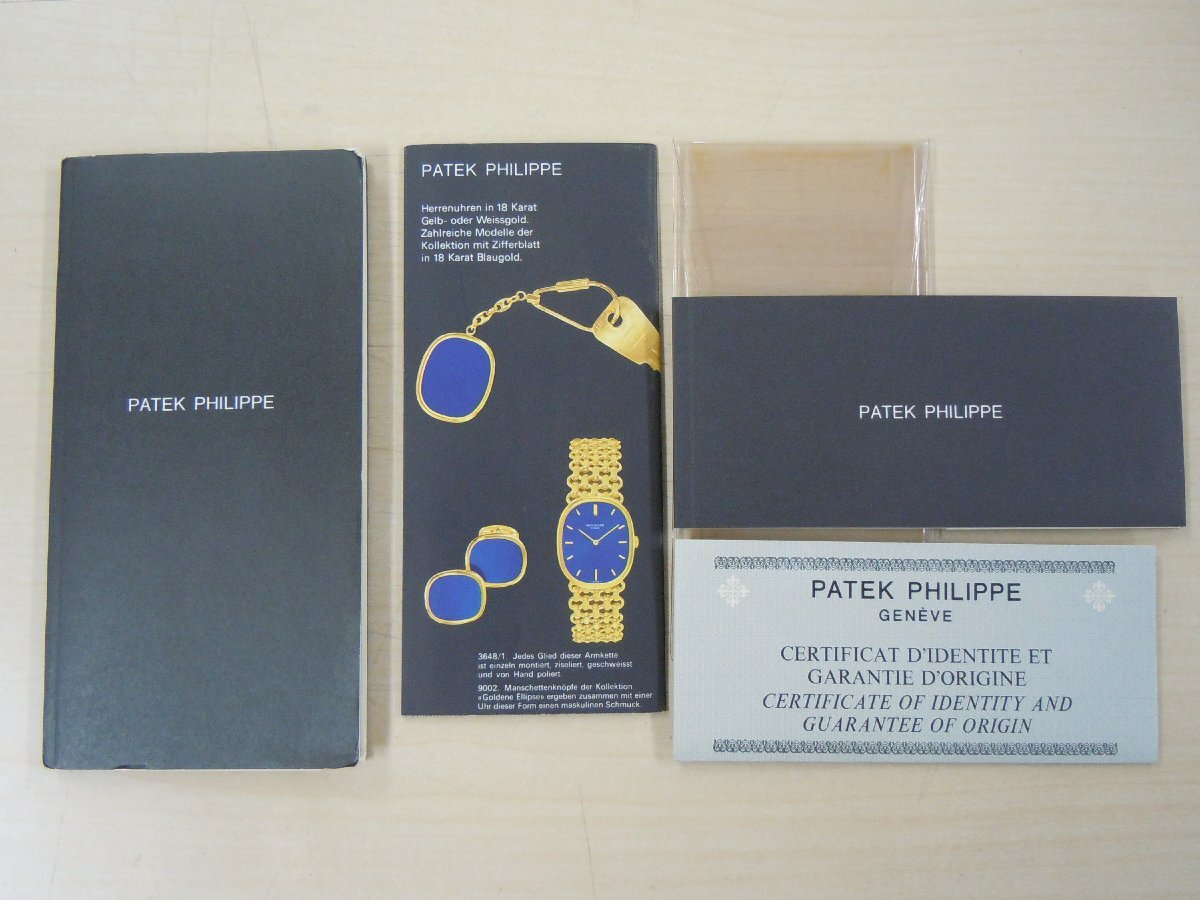 PATEK PHILIPPE
PATEK PHILIPPE
Herrenuhren in 18 Karat
Gelb- oder Weissgold.
Zahlreiche Modelle der
Kollektion mit Zifferblatt
in 18 Karat Blaugold.
PATEK PHILIPPE
3648/1. Jedes Glied dieser Armkette
ist einzeln montiert, ziseliert, geschweisst
und von Hand poliert.
9002. Manschettenknöpfe der Kollektion
«Goldene Ellipse» ergeben zusammen mit einer
Uhr dieser Form einen maskulinen Schmuck.
PATEK PHILIPPE
PATEK PHILIPPE
GENÈVE
CERTIFICAT D'IDENTITE ET
GARANTIE D'ORIGINE
CERTIFICATE OF IDENTITY AND
GUARANTEE OF ORIGIN